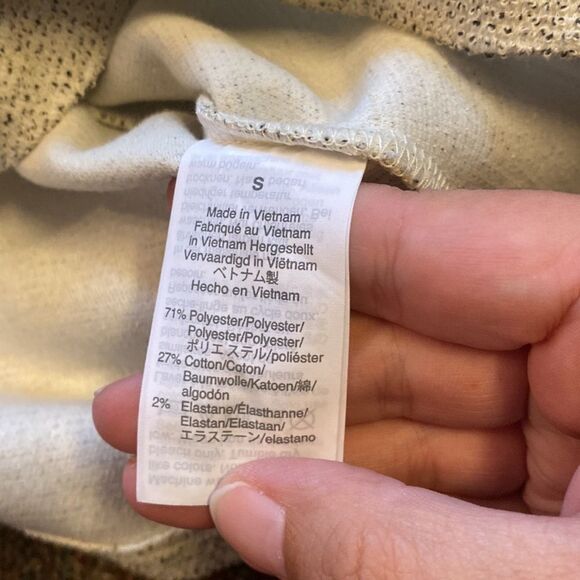 S
Made in Vietnam
Fabriqué au Vietnam
in Vietnam Hergestellt
Vervaardigd in Viëtnam
ベトナム製
Hecho en Vietnam
71% Polyester/Polyester/
Polyester/Polyester/
ポリエステル/poliéster
27% Cotton/Coton/
Baumwolle/Katoen/綿/
algodón
2% Elastane/Élasthanne/
Elastan/Elastaan/
エラステーン/elastano